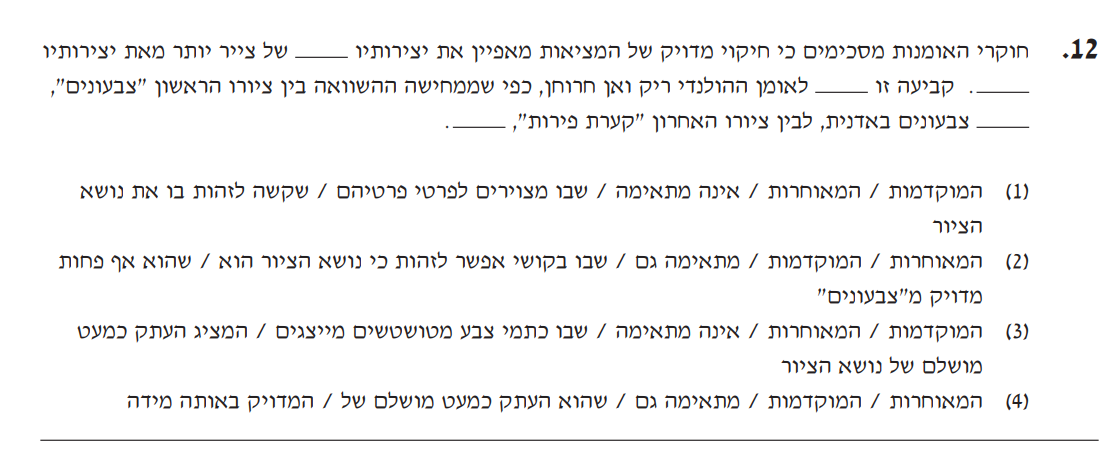 12. חוקרי האומנות מסכימים כי חיקוי מדויק של המציאות מאפיין את יצירותיו _____ של צייר יותר מאת יצירותיו
_____. קביעה זו _____ לאומן ההולנדי ריק ואן חרוחן, כפי שממחישה ההשוואה בין ציורו הראשון "צבעונים",
_____ צבעונים באדנית, לבין ציורו האחרון "קערת פירות", _____.
(1) המוקדמות / המאוחרות / אינה מתאימה / שבו מצוירים לפרטי פרטיהם / שקשה לזהות בו את נושא
הציור
(2) המאוחרות / המוקדמות / מתאימה גם / שבו בקושי אפשר לזהות כי נושא הציור הוא / שהוא אף פחות
מדויק מ"צבעונים"
(3) המוקדמות / המאוחרות / אינה מתאימה / שבו כתמי צבע מטושטשים מייצגים / המציג העתק כמעט
מושלם של נושא הציור
(4) המאוחרות / המוקדמות / מתאימה גם / שהוא העתק כמעט מושלם של / המדויק באותה מידה